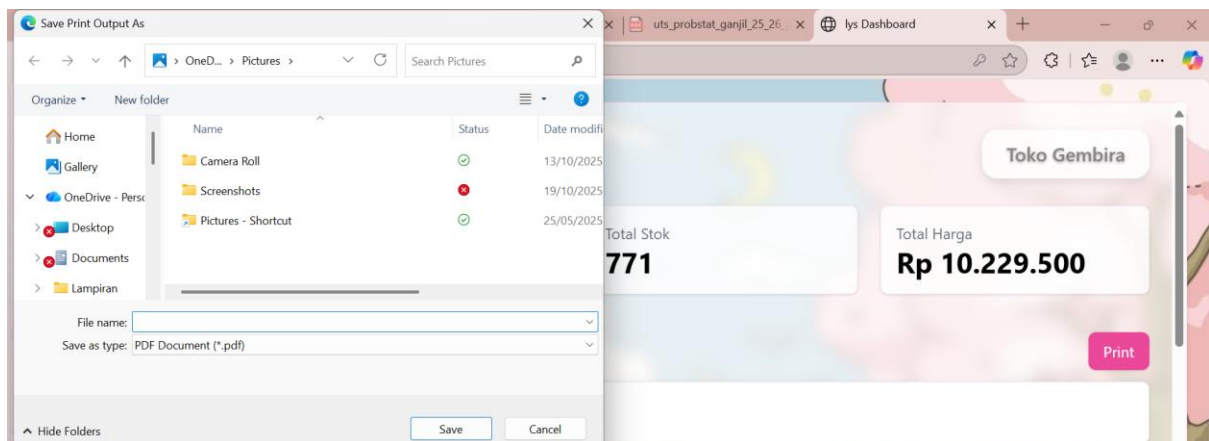 Save Print Output As
uts_probstat_ganjil_25_26
lys Dashboard
OneD...
Pictures
Search Pictures
Organize
New folder
Name
Status
Date modifi
Home
Gallery
OneDrive - Perso
Desktop
Documents
Lampiran
Camera Roll
13/10/2025
Screenshots
19/10/2025
Pictures - Shortcut
25/05/2025
File name:
Save as type: PDF Document (*.pdf)
Hide Folders
Save
Cancel
Toko Gembira
Total Stok
771
Total Harga
Rp 10.229.500
Print